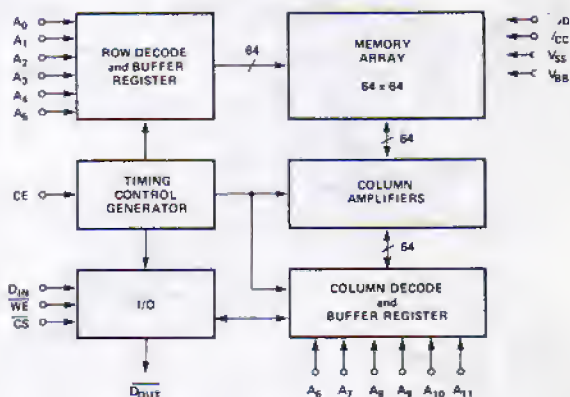 A0
A1
A2
A3
A4
A5
ROW DECODE
and BUFFER
REGISTER
64
MEMORY
ARRAY
64 x 64
VSS
VBB
64
CE
TIMING
CONTROL
GENERATOR
COLUMN
AMPLIFIERS
64
DIN
WE
CS
I/O
COLUMN DECODE
and
BUFFER REGISTER
DOUT
A6 A7 A8 A9 A10 A11